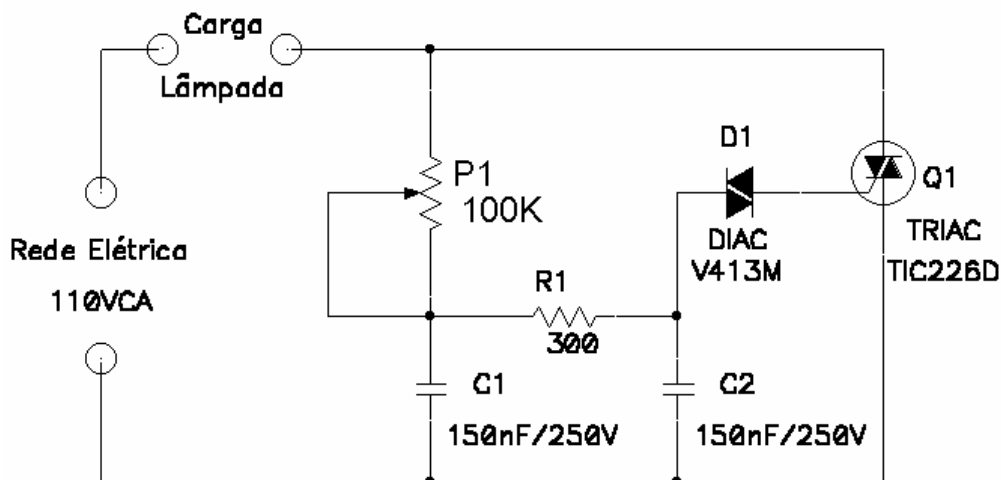 Carga
Lâmpada
Rede Elétrica
110VCA
P1
100K
R1
300
C1
150nF/250V
C2
150nF/250V
D1
DIAC
V413M
Q1
TRIAC
TIC226D